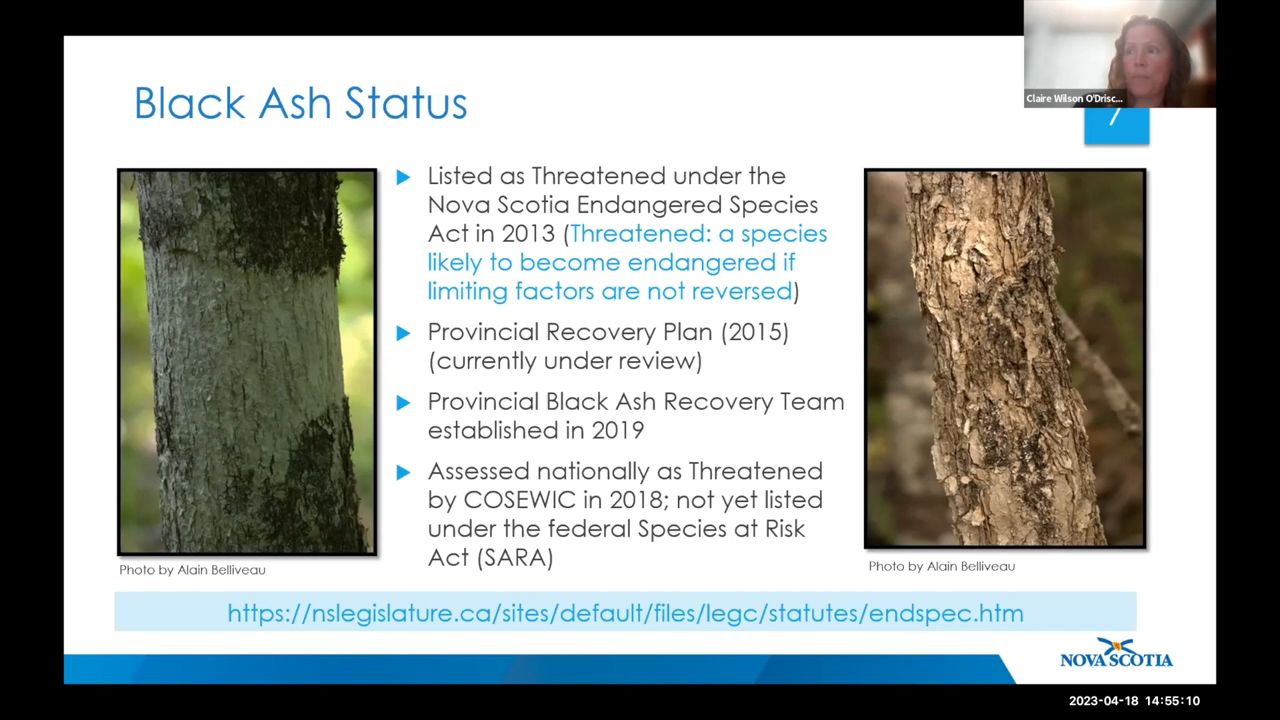 Black Ash Status
Claire Wilson O'Drisc...
7
Listed as Threatened under the
Nova Scotia Endangered Species
Act in 2013 (Threatened: a species
likely to become endangered if
limiting factors are not reversed)
Provincial Recovery Plan (2015)
(currently under review)
Provincial Black Ash Recovery Team
established in 2019
Assessed nationally as Threatened
by COSEWIC in 2018; not yet listed
under the federal Species at Risk
Act (SARA)
Photo by Alain Belliveau
Photo by Alain Belliveau
https://nslegislature.ca/sites/default/files/legc/statutes/endspec.htm
NOVA SCOTIA
2023-04-18 14:55:10